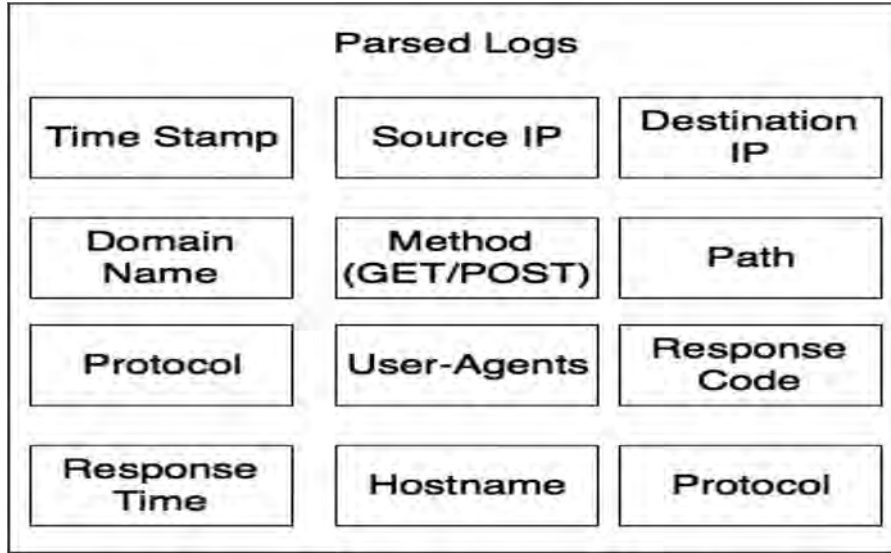 Parsed Logs
Time Stamp
Source IP
Destination
IP
Domain
Name
Method
(GET/POST)
Path
Protocol
User-Agents
Response
Code
Response
Time
Hostname
Protocol